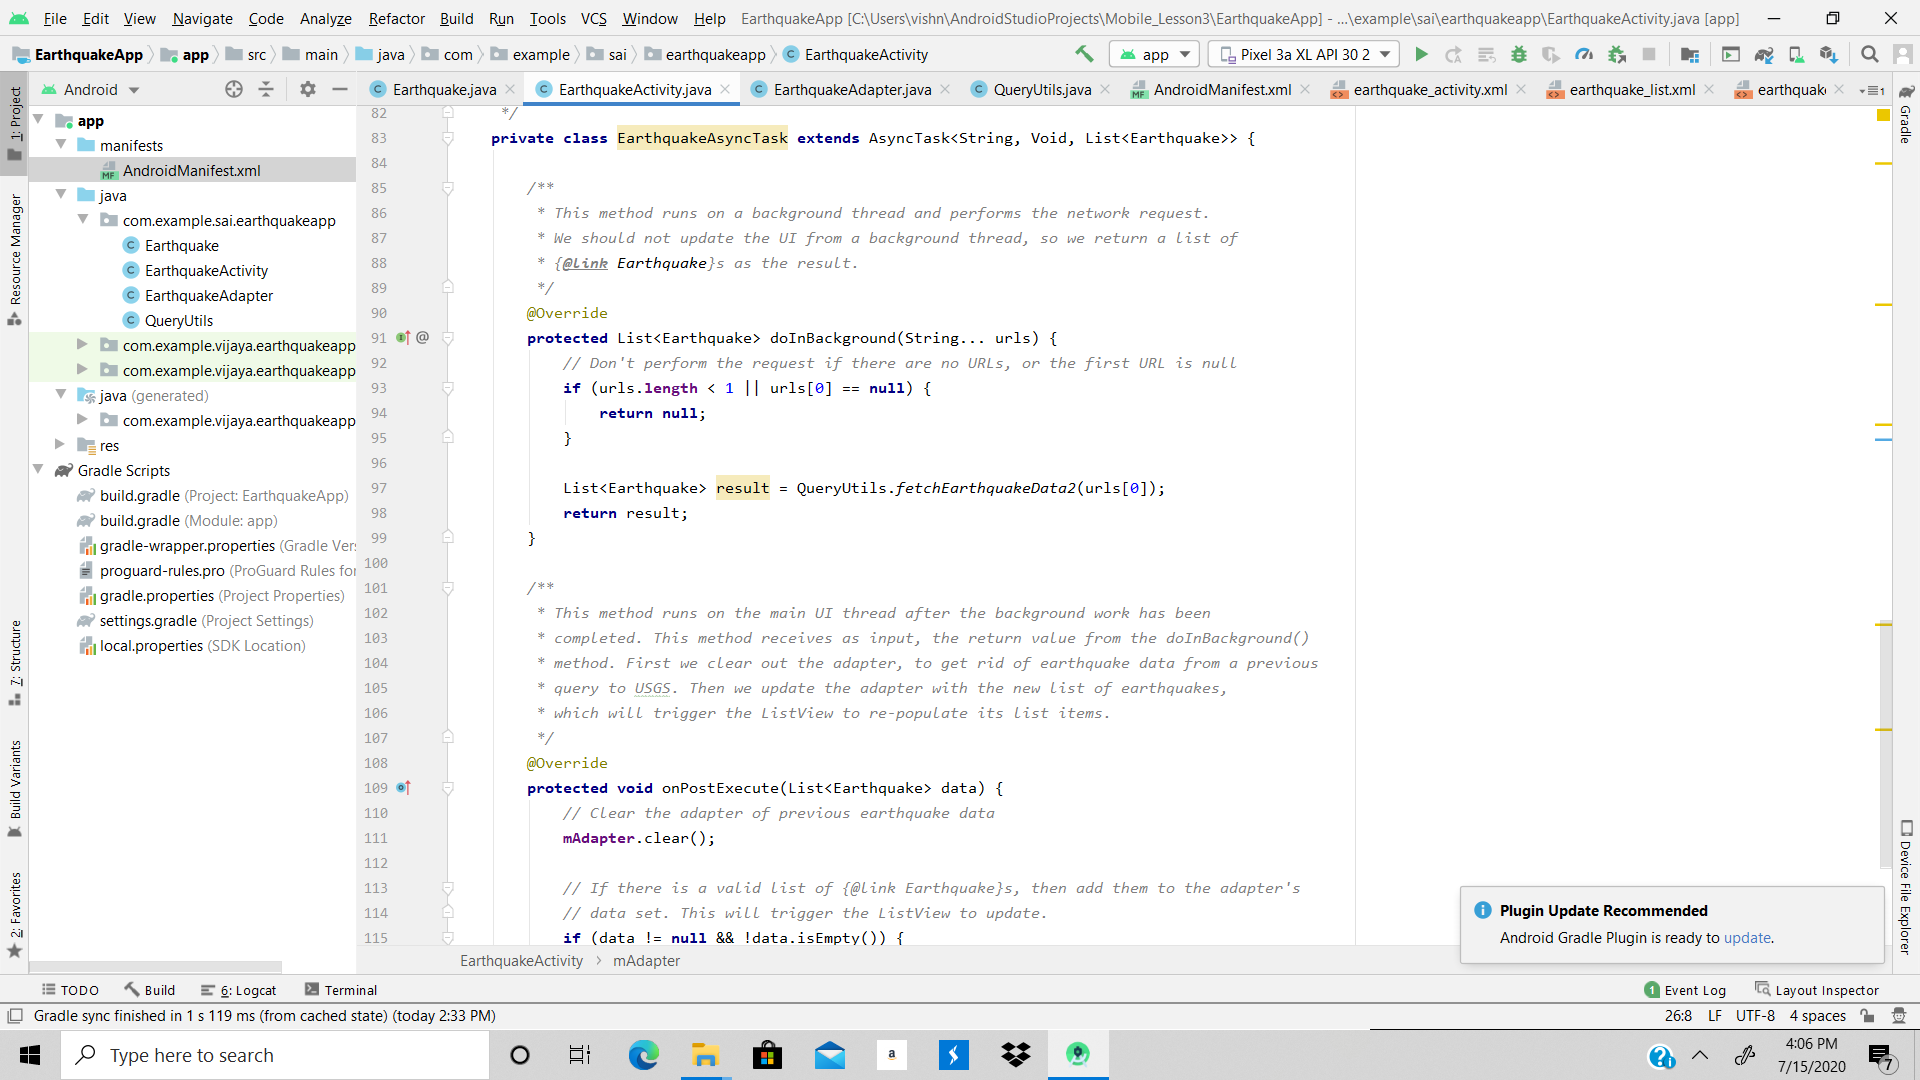 File Edit View Navigate Code Analyze Refactor Build Run Tools VCS Window Help EarthquakeApp [C:\Users\vishn\AndroidStudioProjects\Mobile_Lesson3\EarthquakeApp] - ...\example\sai\earthquakeapp\EarthquakeActivity.java [app]
EarthquakeApp app src main java com example sai earthquakeapp EarthquakeActivity app Pixel 3a XL API 30 2
Android Earthquake.java EarthquakeActivity.java EarthquakeAdapter.java QueryUtils.java AndroidManifest.xml earthquake_activity.xml earthquake_list.xml earthquake 1
1: Project
Resource Manager
7: Structure
Build Variants
2: Favorites
app
manifests
AndroidManifest.xml
java
com.example.sai.earthquakeapp
Earthquake
EarthquakeActivity
EarthquakeAdapter
QueryUtils
com.example.vijaya.earthquakeapp
com.example.vijaya.earthquakeapp
java (generated)
com.example.vijaya.earthquakeapp
res
Gradle Scripts
build.gradle (Project: EarthquakeApp)
build.gradle (Module: app)
gradle-wrapper.properties (Gradle Ver
proguard-rules.pro (ProGuard Rules for
gradle.properties (Project Properties)
settings.gradle (Project Settings)
local.properties (SDK Location)
82 */
83 private class EarthquakeAsyncTask extends AsyncTask<String, Void, List<Earthquake>> {
84
85 /**
86 * This method runs on a background thread and performs the network request.
87 * We should not update the UI from a background thread, so we return a list of
88 * {@link Earthquake}s as the result.
89 */
90 @Override
91 @ protected List<Earthquake> doInBackground(String... urls) {
92 // Don't perform the request if there are no URLs, or the first URL is null
93 if (urls.length < 1 || urls[0] == null) {
94 return null;
95 }
96
97 List<Earthquake> result = QueryUtils.fetchEarthquakeData2(urls[0]);
98 return result;
99 }
100
101 /**
102 * This method runs on the main UI thread after the background work has been
103 * completed. This method receives as input, the return value from the doInBackground()
104 * method. First we clear out the adapter, to get rid of earthquake data from a previous
105 * query to USGS. Then we update the adapter with the new list of earthquakes,
106 * which will trigger the ListView to re-populate its list items.
107 */
108 @Override
109 protected void onPostExecute(List<Earthquake> data) {
110 // Clear the adapter of previous earthquake data
111 mAdapter.clear();
112
113 // If there is a valid list of {@link Earthquake}s, then add them to the adapter's
114 // data set. This will trigger the ListView to update.
115 if (data != null && !data.isEmpty()) {
EarthquakeActivity mAdapter
Gradle
Device File Explorer
Plugin Update Recommended
Android Gradle Plugin is ready to update.
TODO Build 6: Logcat Terminal 1 Event Log Layout Inspector
Gradle sync finished in 1 s 119 ms (from cached state) (today 2:33 PM) 26:8 LF UTF-8 4 spaces
Type here to search a 4:06 PM
7/15/2020 7